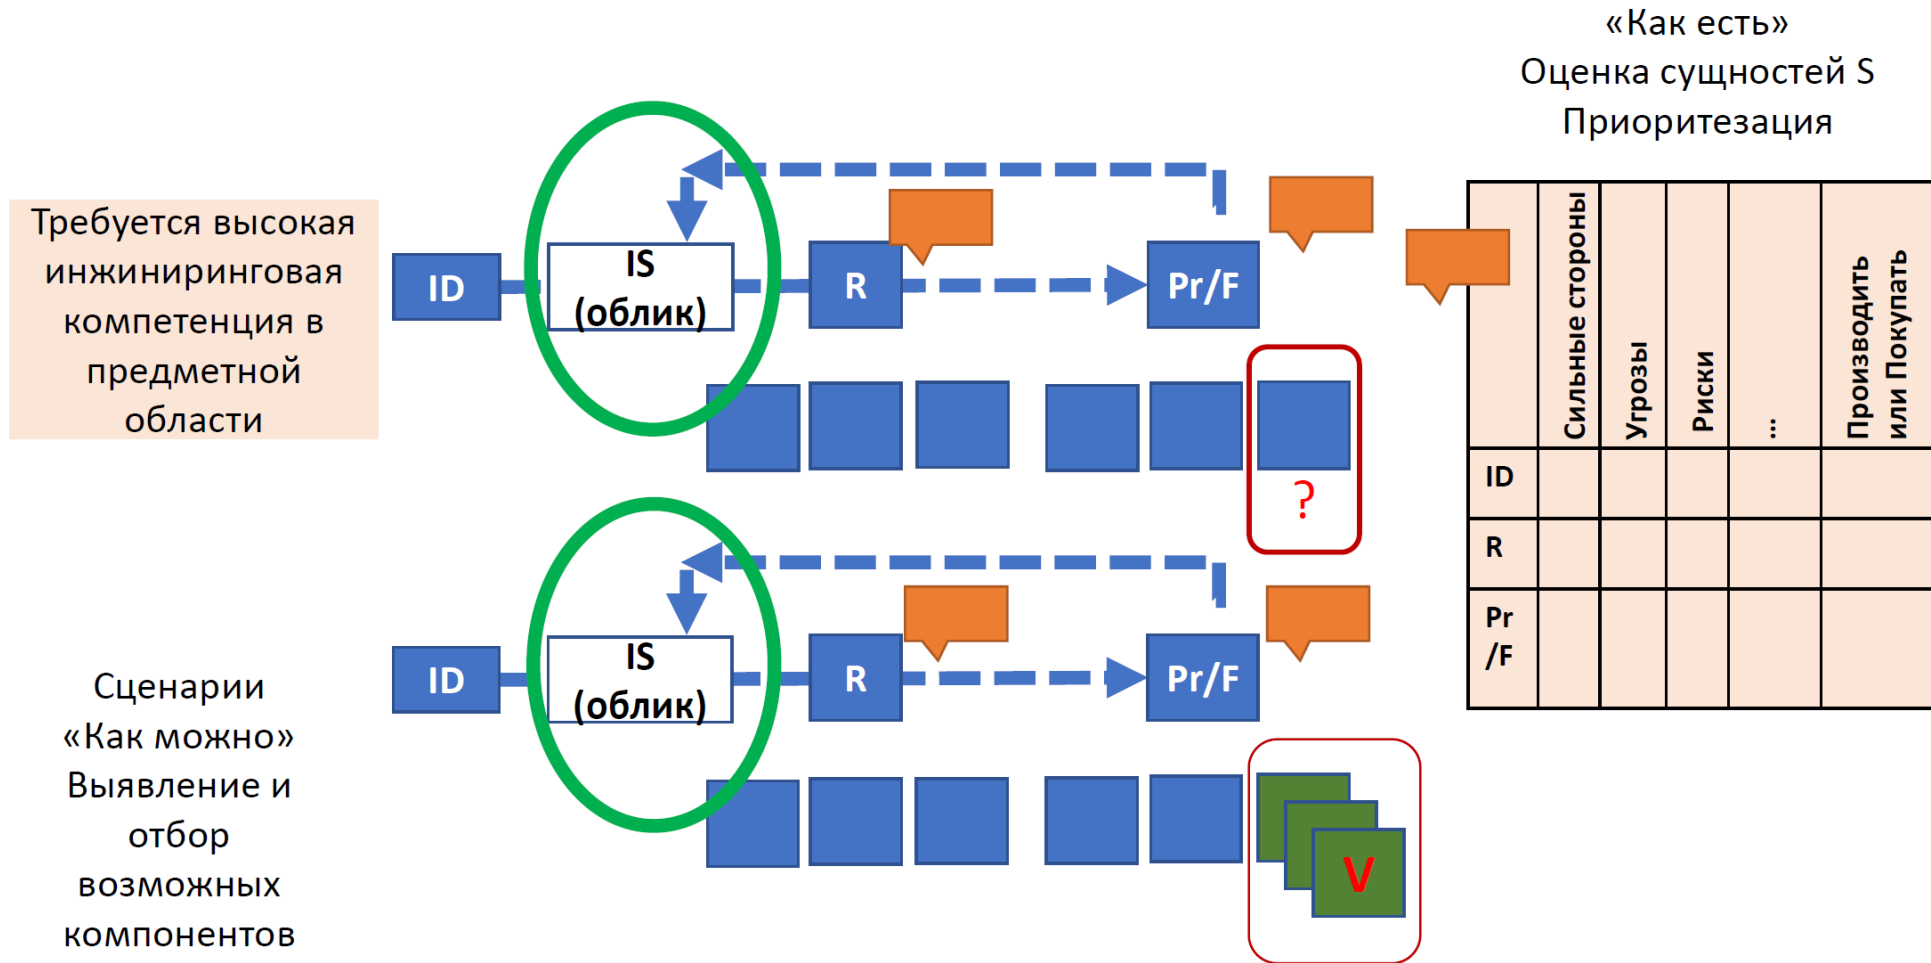 «Как есть»
Оценка сущностей S
Приоритезация
Требуется высокая
инжиниринговая
компетенция в
предметной
области
ID
IS
(облик)
R
Pr/F
?
Сильные стороны
Угрозы
Риски
...
Производить
или Покупать
ID
R
Pr
/F
Сценарии
«Как можно»
Выявление и
отбор
возможных
компонентов
ID
IS
(облик)
R
Pr/F
V